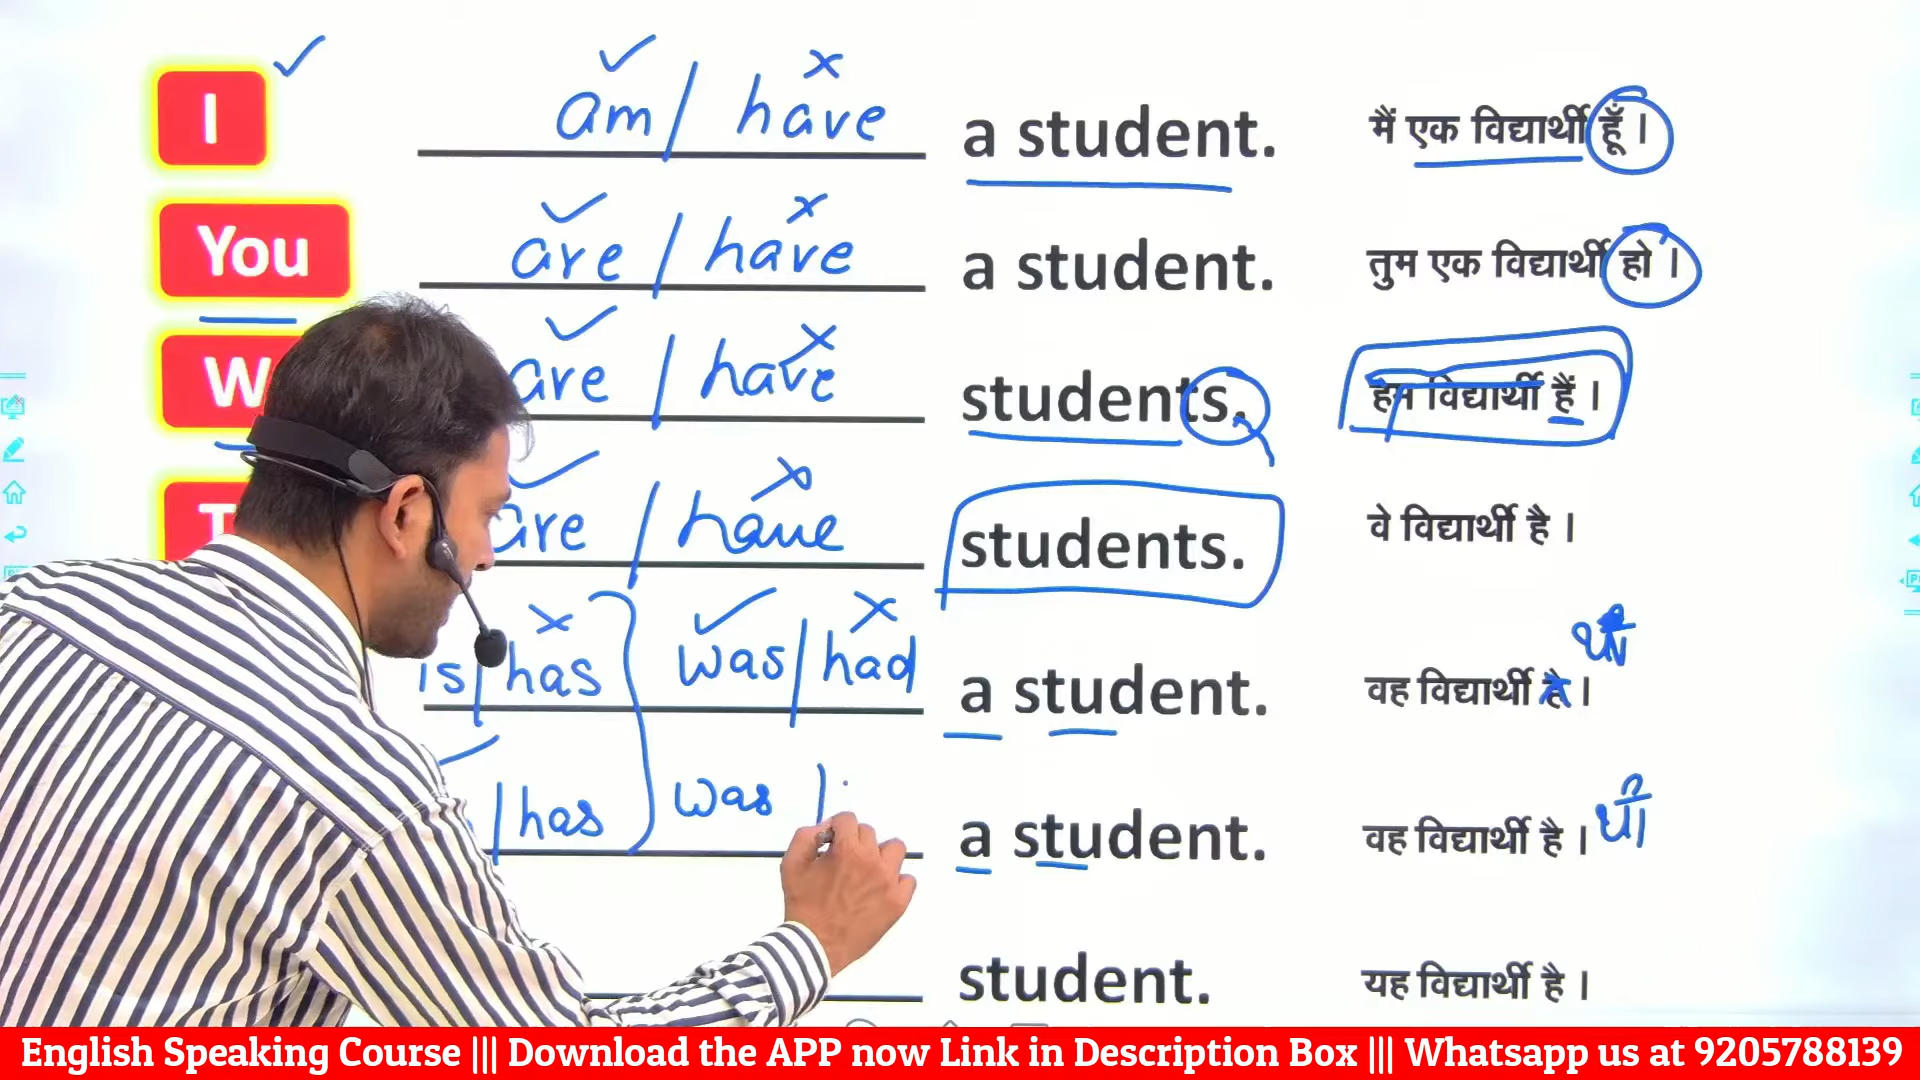 I am / have a student. मैं एक विद्यार्थी हूँ ।
You are / have a student. तुम एक विद्यार्थी हो ।
W are / have students. हम विद्यार्थी हैं ।
T are / have students. वे विद्यार्थी है ।
is / has was / had a student. वह विद्यार्थी है ।
/ has was / a student. वह विद्यार्थी है । था
student. यह विद्यार्थी है ।
English Speaking Course ||| Download the APP now Link in Description Box ||| Whatsapp us at 9205788139